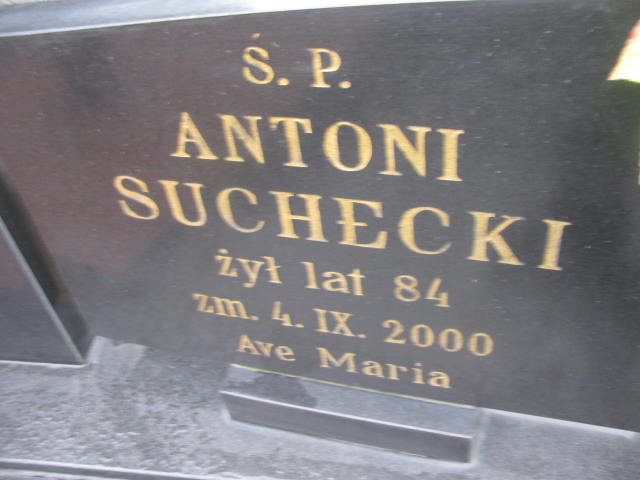 Ś. P.
ANTONI
SUCHECKI
żył lat 84
zm. 4. IX. 2000
Ave Maria